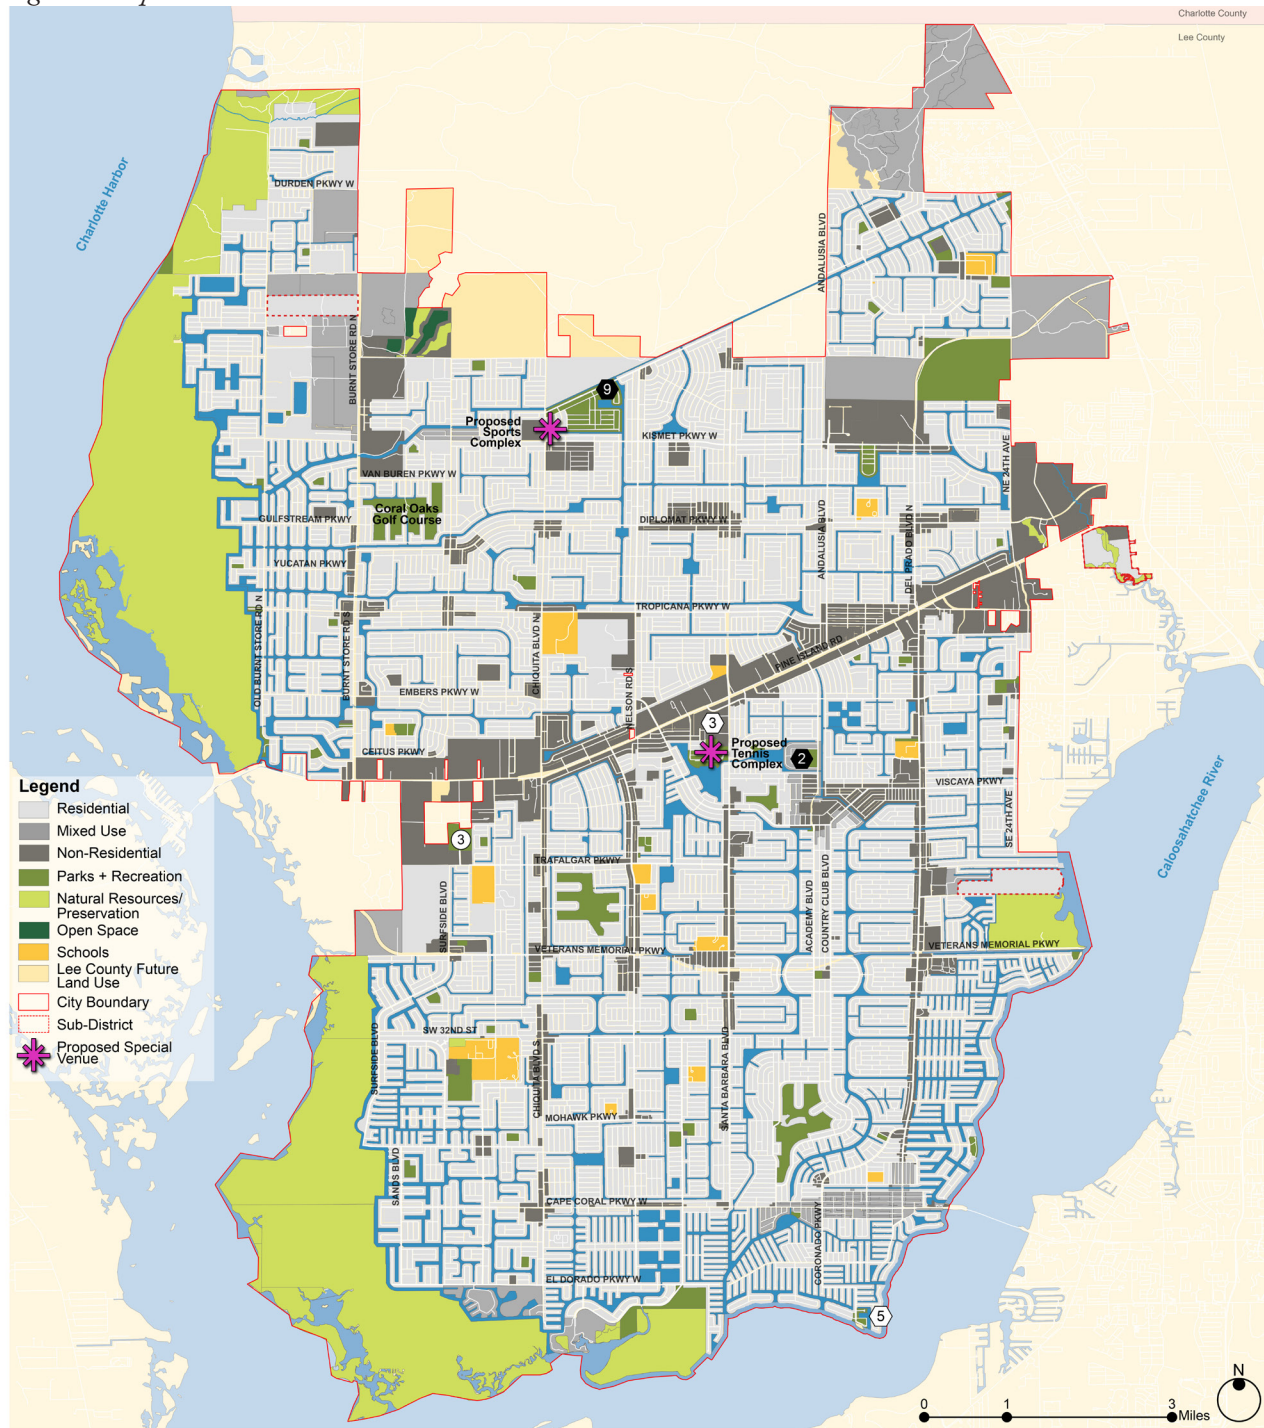 Charlotte County
Lee County
Charlotte Harbor
DURDEN PKWY W
ANDALUSIA BLVD
BURNT STORE RD N
9
Proposed
Sports
Complex
KISMET PKWY W
VAN BUREN PKWY W
NE 24TH AVE
Coral Oaks
Golf Course
GULFSTREAM PKWY
DIPLOMAT PKWY W
ANDALUSIA BLVD
DEL PRADO BLVD N
YUCATAN PKWY
TROPICANA PKWY W
OLD BURNT STORE RD N
BURNT STORE RD S
CHIQUITA BLVD N
PINE ISLAND RD
NELSON RD S
EMBERS PKWY W
3
CEITUS PKWY
Proposed
Tennis
Complex
2
VISCAYA PKWY
SE 24TH AVE
Caloosahatchee River
3
TRAFALGAR PKWY
SURFSIDE BLVD
ACADEMY BLVD
COUNTRY CLUB BLVD
VETERANS MEMORIAL PKWY
VETERANS MEMORIAL PKWY
Legend
Residential
Mixed Use
Non-Residential
Parks + Recreation
Natural Resources/
Preservation
Open Space
Schools
Lee County Future
Land Use
City Boundary
Sub-District
Proposed Special
Venue
SW 32ND ST
SURFSIDE BLVD
CHIQUITA BLVD S
SANTA BARBARA BLVD
MOHAWK PKWY
SANDS BLVD
CAPE CORAL PKWY W
CORONADO PKWY
EL DORADO PKWY W
5
N
0 1 3
Miles